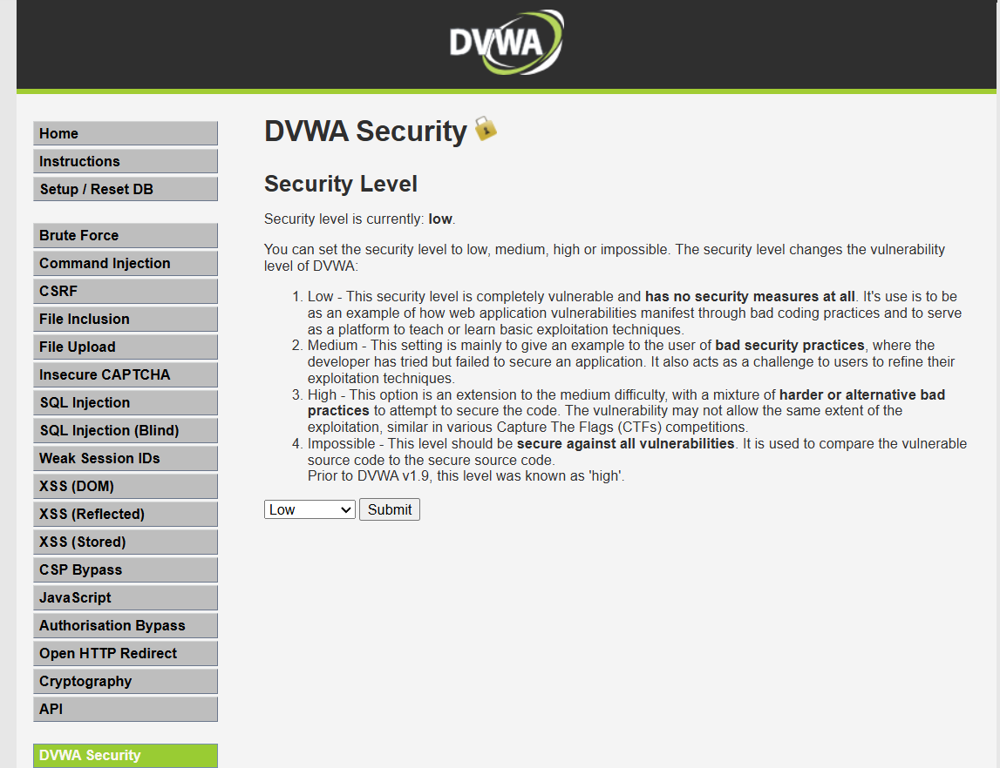 DVWA
Home
Instructions
Setup / Reset DB
Brute Force
Command Injection
CSRF
File Inclusion
File Upload
Insecure CAPTCHA
SQL Injection
SQL Injection (Blind)
Weak Session IDs
XSS (DOM)
XSS (Reflected)
XSS (Stored)
CSP Bypass
JavaScript
Authorisation Bypass
Open HTTP Redirect
Cryptography
API
DVWA Security
DVWA Security
Security Level
Security level is currently: low.
You can set the security level to low, medium, high or impossible. The security level changes the vulnerability
level of DVWA:
1. Low - This security level is completely vulnerable and has no security measures at all. It's use is to be
as an example of how web application vulnerabilities manifest through bad coding practices and to serve
as a platform to teach or learn basic exploitation techniques.
2. Medium - This setting is mainly to give an example to the user of bad security practices, where the
developer has tried but failed to secure an application. It also acts as a challenge to users to refine their
exploitation techniques.
3. High - This option is an extension to the medium difficulty, with a mixture of harder or alternative bad
practices to attempt to secure the code. The vulnerability may not allow the same extent of the
exploitation, similar in various Capture The Flags (CTFs) competitions.
4. Impossible - This level should be secure against all vulnerabilities. It is used to compare the vulnerable
source code to the secure source code.
Prior to DVWA v1.9, this level was known as 'high'.
Low
Submit